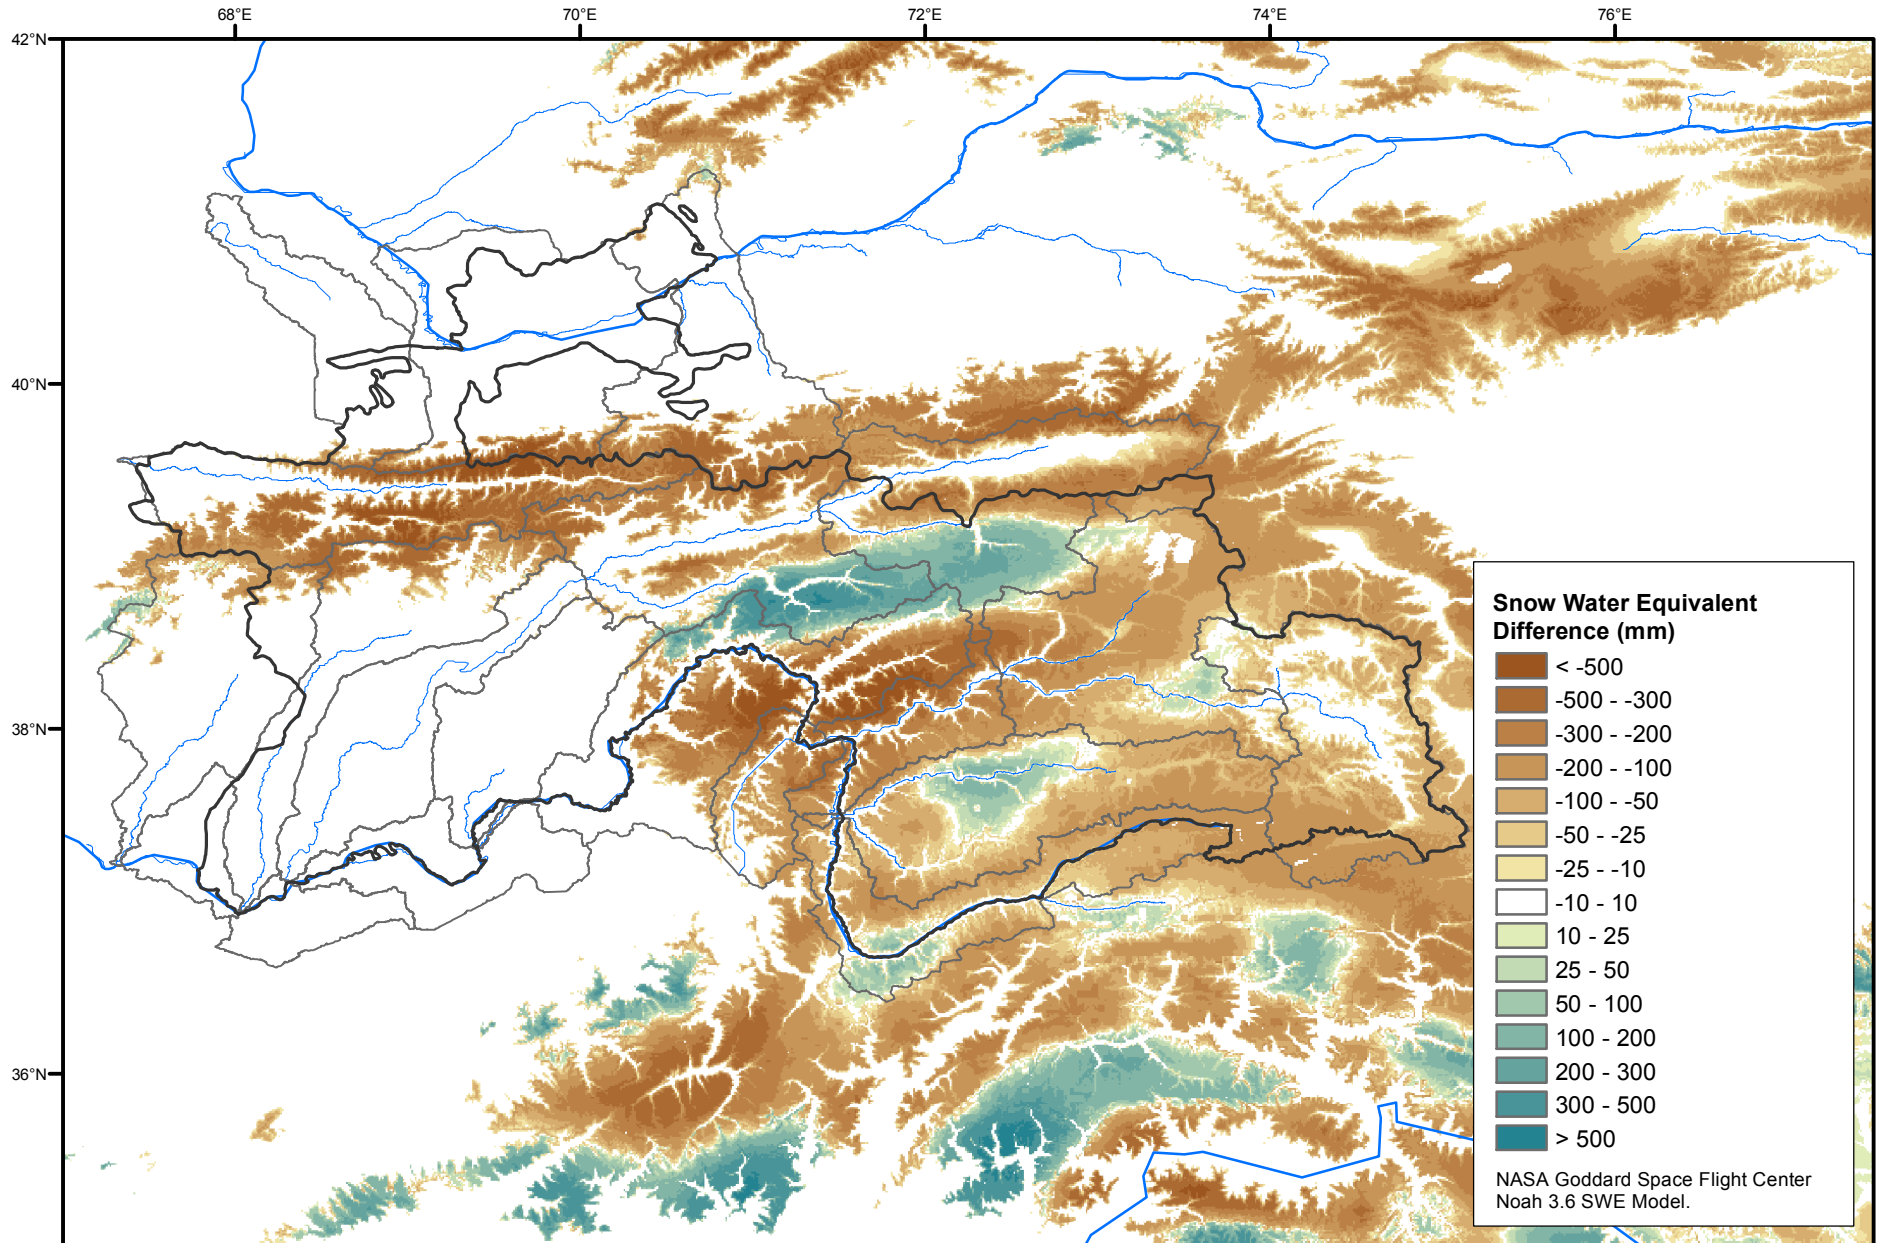 68°E 70°E 72°E 74°E 76°E
42°N
40°N
38°N
36°N
Snow Water Equivalent
Difference (mm)
< -500
-500 - -300
-300 - -200
-200 - -100
-100 - -50
-50 - -25
-25 - -10
-10 - 10
10 - 25
25 - 50
50 - 100
100 - 200
200 - 300
300 - 500
> 500
NASA Goddard Space Flight Center
Noah 3.6 SWE Model.